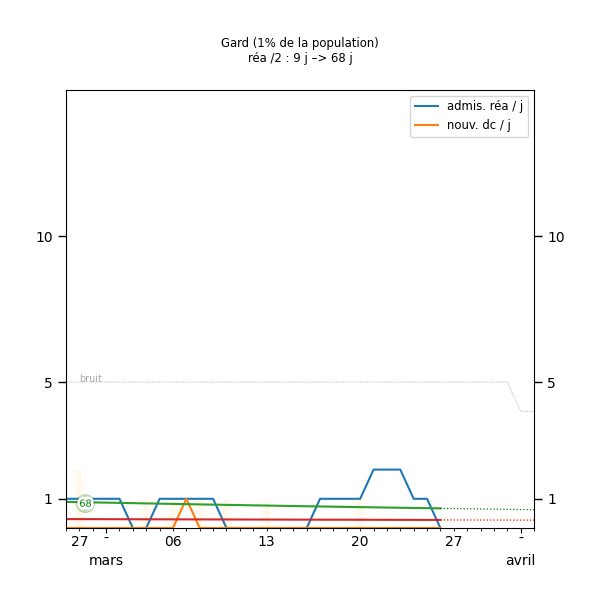 Gard (1% de la population)
réa /2 : 9 j –> 68 j
admis. réa / j
nouv. dc / j
10 10
bruit
5 5
1 1
68
27 - 06 13 20 27 -
mars avril